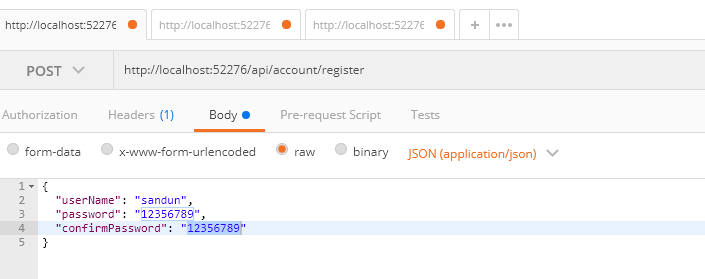 http://localhost:52276 http://localhost:52276 http://localhost:52276 + •••
POST http://localhost:52276/api/account/register
Authorization Headers (1) Body Pre-request Script Tests
form-data x-www-form-urlencoded raw binary JSON (application/json)
1 {
2 "userName": "sandun",
3 "password": "12356789",
4 "confirmPassword": "12356789"
5 }